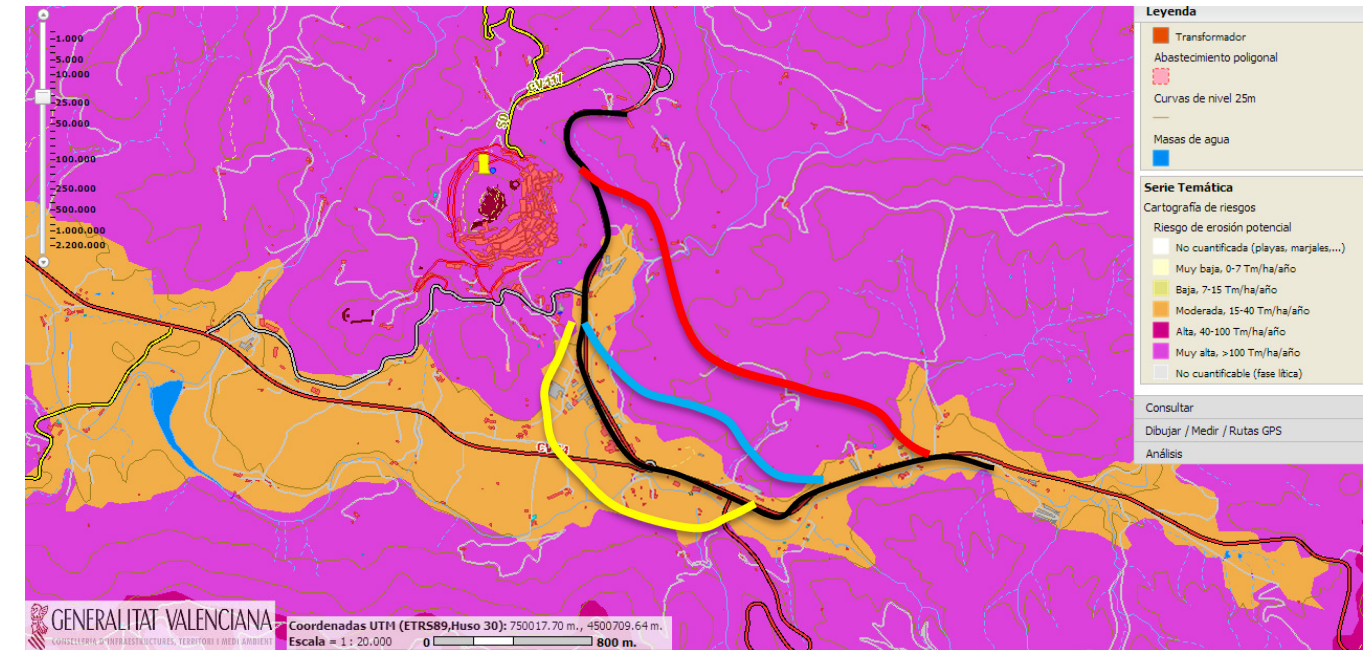 -1.000
-5.000
-10.000
-25.000
-50.000
-100.000
-250.000
-500.000
-1.000.000
-2.200.000
CV-117
Leyenda
Transformador
Abastecimiento poligonal
Curvas de nivel 25m
Masas de agua
Serie Temática
Cartografía de riesgos
Riesgo de erosión potencial
No cuantificada (playas, marjales,...)
Muy baja, 0-7 Tm/ha/año
Baja, 7-15 Tm/ha/año
Moderada, 15-40 Tm/ha/año
Alta, 40-100 Tm/ha/año
Muy alta, >100 Tm/ha/año
No cuantificable (fase lítica)
Consultar
Dibujar / Medir / Rutas GPS
Análisis
GENERALITAT VALENCIANA
CONSELLERIA D'INFRAESTRUCTURES, TERRITORI I MEDI AMBIENT
Coordenadas UTM (ETRS89,Huso 30): 750017.70 m., 4500709.64 m.
Escala = 1 : 20.000 0 800 m.